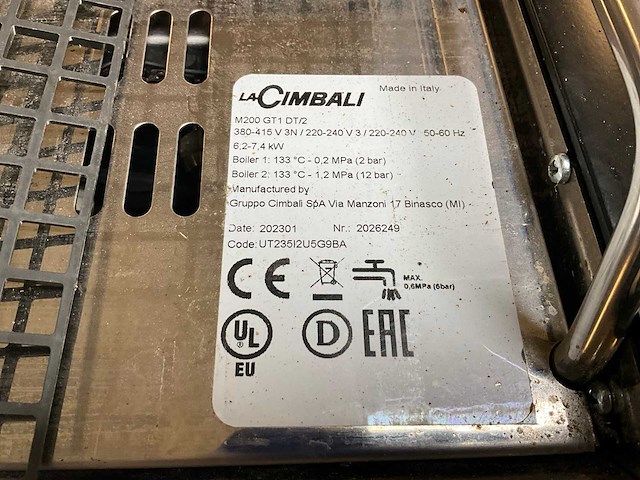 LA CIMBALI Made in Italy
M200 GT1 DT/2
380-415 V 3N / 220-240 V 3 / 220-240 V 50-60 Hz
6,2-7,4 kW
Boiler 1: 133 °C - 0,2 MPa (2 bar)
Boiler 2: 133 °C - 1,2 MPa (12 bar)
Manufactured by
Gruppo Cimbali SpA Via Manzoni 17 Binasco (MI)
Date: 202301 Nr.: 2026249
Code: UT235I2U5G9BA
CE
MAX.
0,6MPa (6bar)
UL D EAC
EU